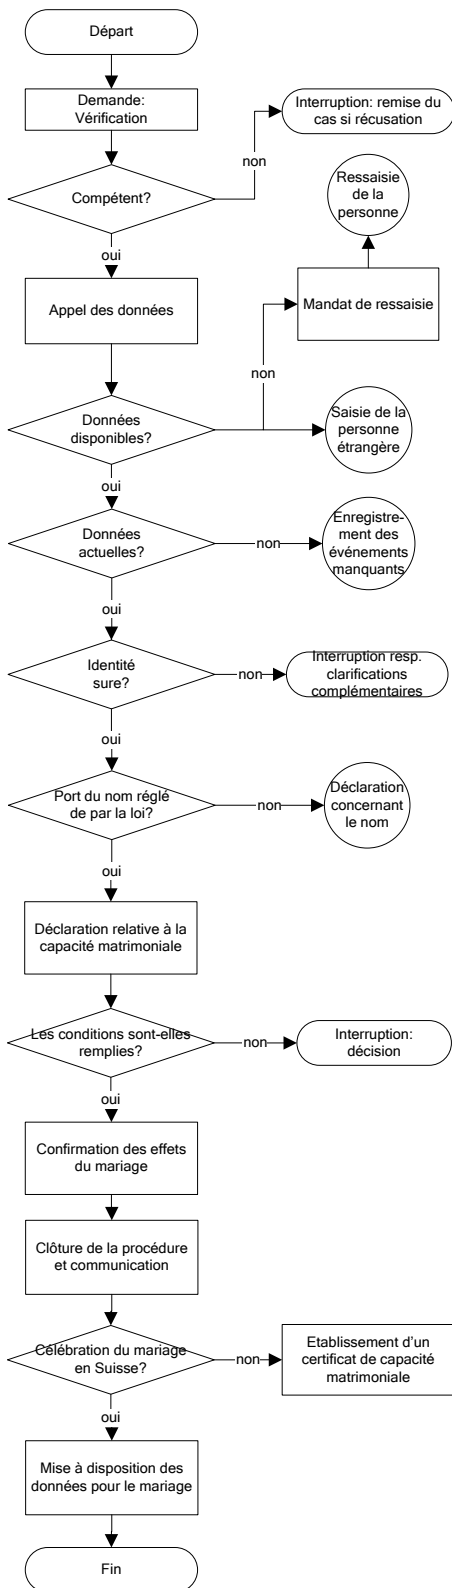 Départ
Demande:
Vérification
Interruption: remise du
cas si récusation
non
Compétent?
Ressaisie
de la
personne
oui
Appel des données
Mandat de ressaisie
non
Données
disponibles?
Saisie de la
personne
étrangère
oui
Données
actuelles?
non
Enregistre-
ment des
événements
manquants
oui
Identité
sure?
non
Interruption resp.
clarifications
complémentaires
oui
Port du nom réglé
de par la loi?
non
Déclaration
concernant
le nom
oui
Déclaration relative à la
capacité matrimoniale
Les conditions sont-elles
remplies?
non
Interruption:
décision
oui
Confirmation des effets
du mariage
Clôture de la procédure
et communication
Célébration du mariage
en Suisse?
non
Etablissement d'un
certificat de capacité
matrimoniale
oui
Mise à disposition des
données pour le mariage
Fin